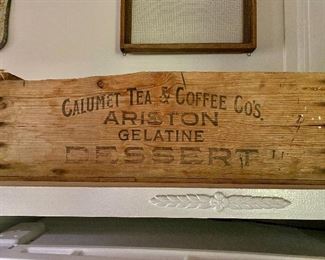 CALUMET TEA & COFFEE CO'S.
ARISTON
GELATINE
DESSERT